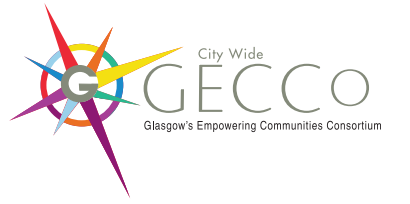 G
City Wide
GECCo
Glasgow's Empowering Communities Consortium